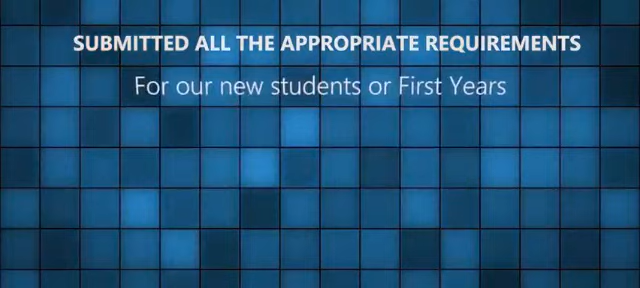 SUBMITTED ALL THE APPROPRIATE REQUIREMENTS
For our new students or First Years